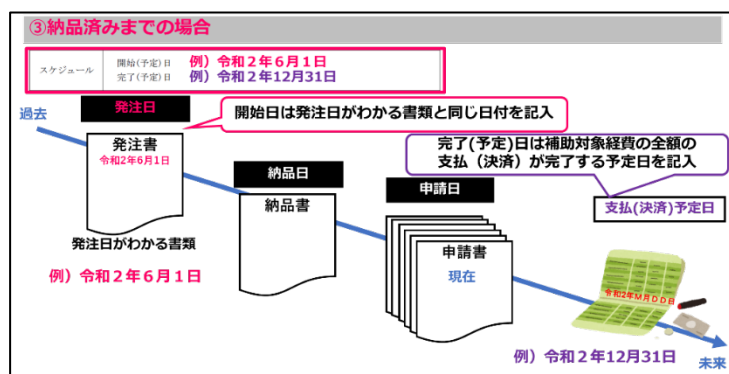 ③納品済みまでの場合
スケジュール
開始(予定)日 例）令和２年６月１日
完了(予定)日 例）令和２年12月31日
過去
発注日
開始日は発注日がわかる書類と同じ日付を記入
発注書
令和2年6月1日
完了(予定)日は補助対象経費の全額の
支払（決済）が完了する予定日を記入
納品日
納品書
申請日
支払(決済)予定日
発注日がわかる書類
申請書
現在
例）令和２年６月１日
令和2年M月DD日
例）令和２年12月31日
未来